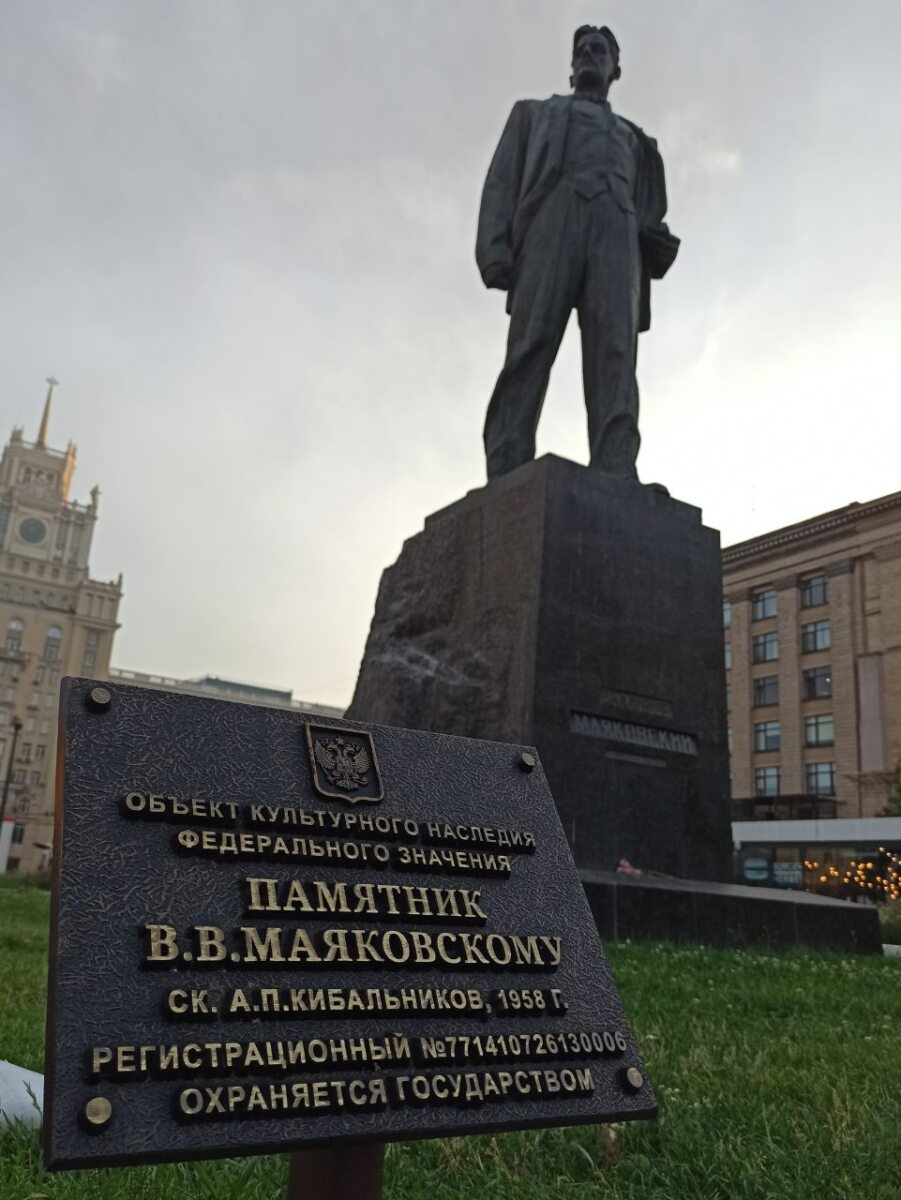 ОБЪЕКТ КУЛЬТУРНОГО НАСЛЕДИЯ
ФЕДЕРАЛЬНОГО ЗНАЧЕНИЯ
ПАМЯТНИК
В.В.МАЯКОВСКОМУ
СК. А.П.КИБАЛЬНИКОВ, 1958 Г.
РЕГИСТРАЦИОННЫЙ №771410726130006
ОХРАНЯЕТСЯ ГОСУДАРСТВОМ
МАЯКОВСКИЙ